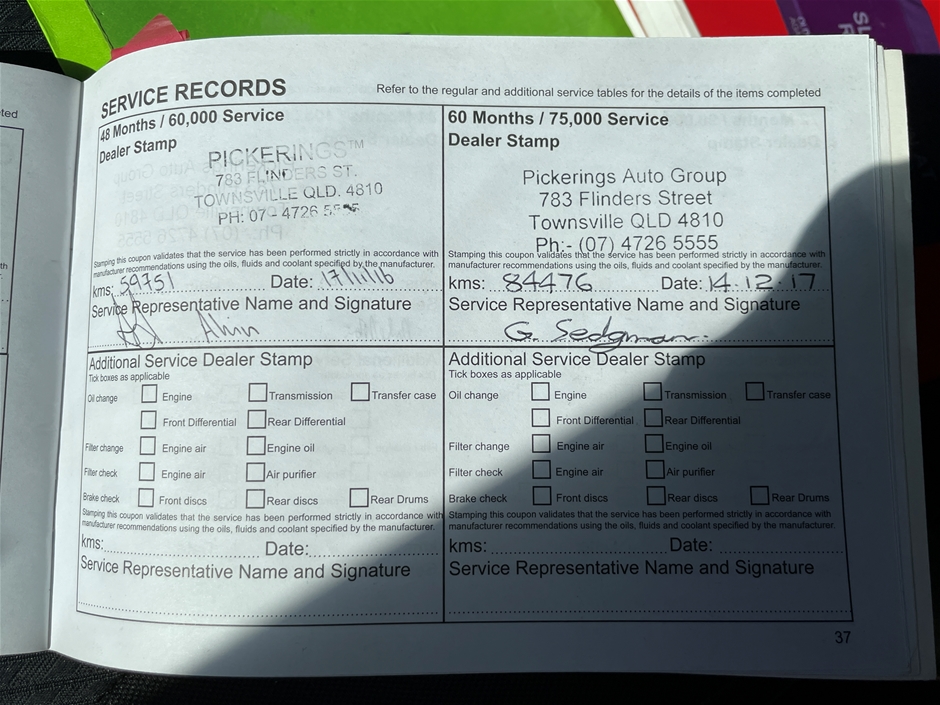 SERVICE RECORDS
Refer to the regular and additional service tables for the details of the items completed
48 Months / 60,000 Service
Dealer Stamp
PICKERINGS™
783 FLINDERS ST.
TOWNSVILLE QLD. 4810
PH: 07- 4726 5555
Stamping this coupon validates that the service has been performed strictly in accordance with
manufacturer recommendations using the oils, fluids and coolant specified by the manufacturer.
kms: 59751 Date: 17/11/16
Service Representative Name and Signature
Additional Service Dealer Stamp
Tick boxes as applicable
Oil change Engine Transmission Transfer case
Front Differential Rear Differential
Filter change Engine air Engine oil
Filter check Engine air Air purifier
Brake check Front discs Rear discs Rear Drums
Stamping this coupon validates that the service has been performed strictly in accordance with
manufacturer recommendations using the oils, fluids and coolant specified by the manufacturer.
kms: Date:
Service Representative Name and Signature
60 Months / 75,000 Service
Dealer Stamp
Pickerings Auto Group
783 Flinders Street
Townsville QLD 4810
Ph:- (07) 4726 5555
Stamping this coupon validates that the service has been performed strictly in accordance with
manufacturer recommendations using the oils, fluids and coolant specified by the manufacturer.
kms: 84476 Date: 14.12.17
Service Representative Name and Signature
G. Sedgman
Additional Service Dealer Stamp
Tick boxes as applicable
Oil change Engine Transmission Transfer case
Front Differential Rear Differential
Filter change Engine air Engine oil
Filter check Engine air Air purifier
Brake check Front discs Rear discs Rear Drums
Stamping this coupon validates that the service has been performed strictly in accordance with
manufacturer recommendations using the oils, fluids and coolant specified by the manufacturer.
kms: Date:
Service Representative Name and Signature
37